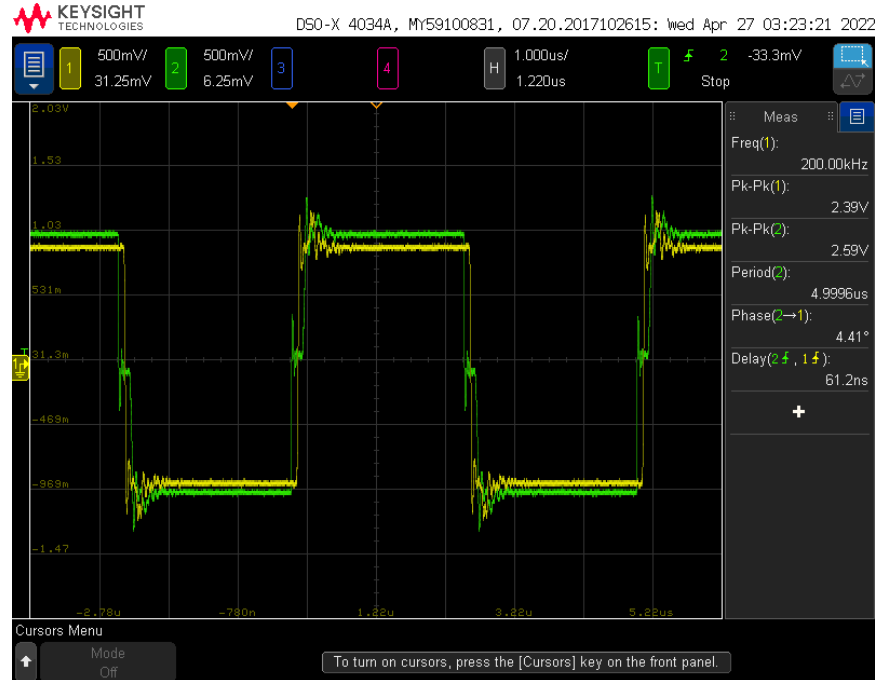 KEYSIGHT
TECHNOLOGIES
DSO-X 4034A, MY59100831, 07.20.2017102615: Wed Apr 27 03:23:21 2022
1 500mV/ 31.25mV
2 500mV/ 6.25mV
3
4
H 1.000us/ 1.220us
T 2 -33.3mV Stop
2.03V
1.53
1.03
531m
31.3m
-469m
-969m
-1.47
T
1
-2.78u -780n 1.22u 3.22u 5.22us
Meas
Freq(1):
200.00kHz
Pk-Pk(1):
2.39V
Pk-Pk(2):
2.59V
Period(2):
4.9996us
Phase(2→1):
4.41°
Delay(2, 1):
61.2ns
Cursors Menu
Mode
Off
To turn on cursors, press the [Cursors] key on the front panel.